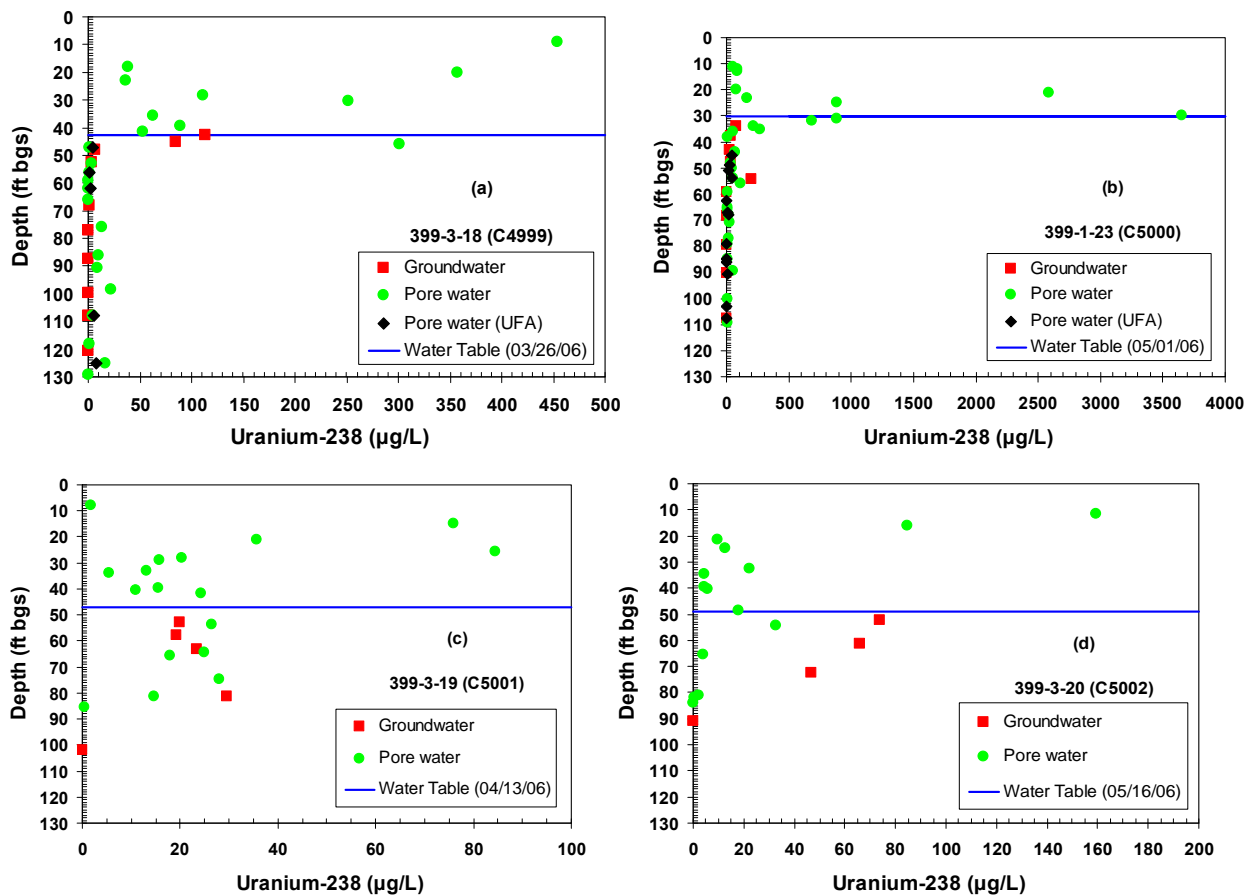 0
10
20
30
40
50
60
70
80
90
100
110
120
130
Depth (ft bgs)
(a)
399-3-18 (C4999)
Groundwater
Pore water
Pore water (UFA)
Water Table (03/26/06)
0 50 100 150 200 250 300 350 400 450 500
Uranium-238 (µg/L)
0
10
20
30
40
50
60
70
80
90
100
110
120
130
Depth (ft bgs)
(b)
399-1-23 (C5000)
Groundwater
Pore water
Pore water (UFA)
Water Table (05/01/06)
0 500 1000 1500 2000 2500 3000 3500 4000
Uranium-238 (µg/L)
0
10
20
30
40
50
60
70
80
90
100
110
120
130
Depth (ft bgs)
(c)
399-3-19 (C5001)
Groundwater
Pore water
Water Table (04/13/06)
0 20 40 60 80 100
Uranium-238 (µg/L)
0
10
20
30
40
50
60
70
80
90
100
110
120
130
Depth (ft bgs)
(d)
399-3-20 (C5002)
Groundwater
Pore water
Water Table (05/16/06)
0 20 40 60 80 100 120 140 160 180 200
Uranium-238 (µg/L)